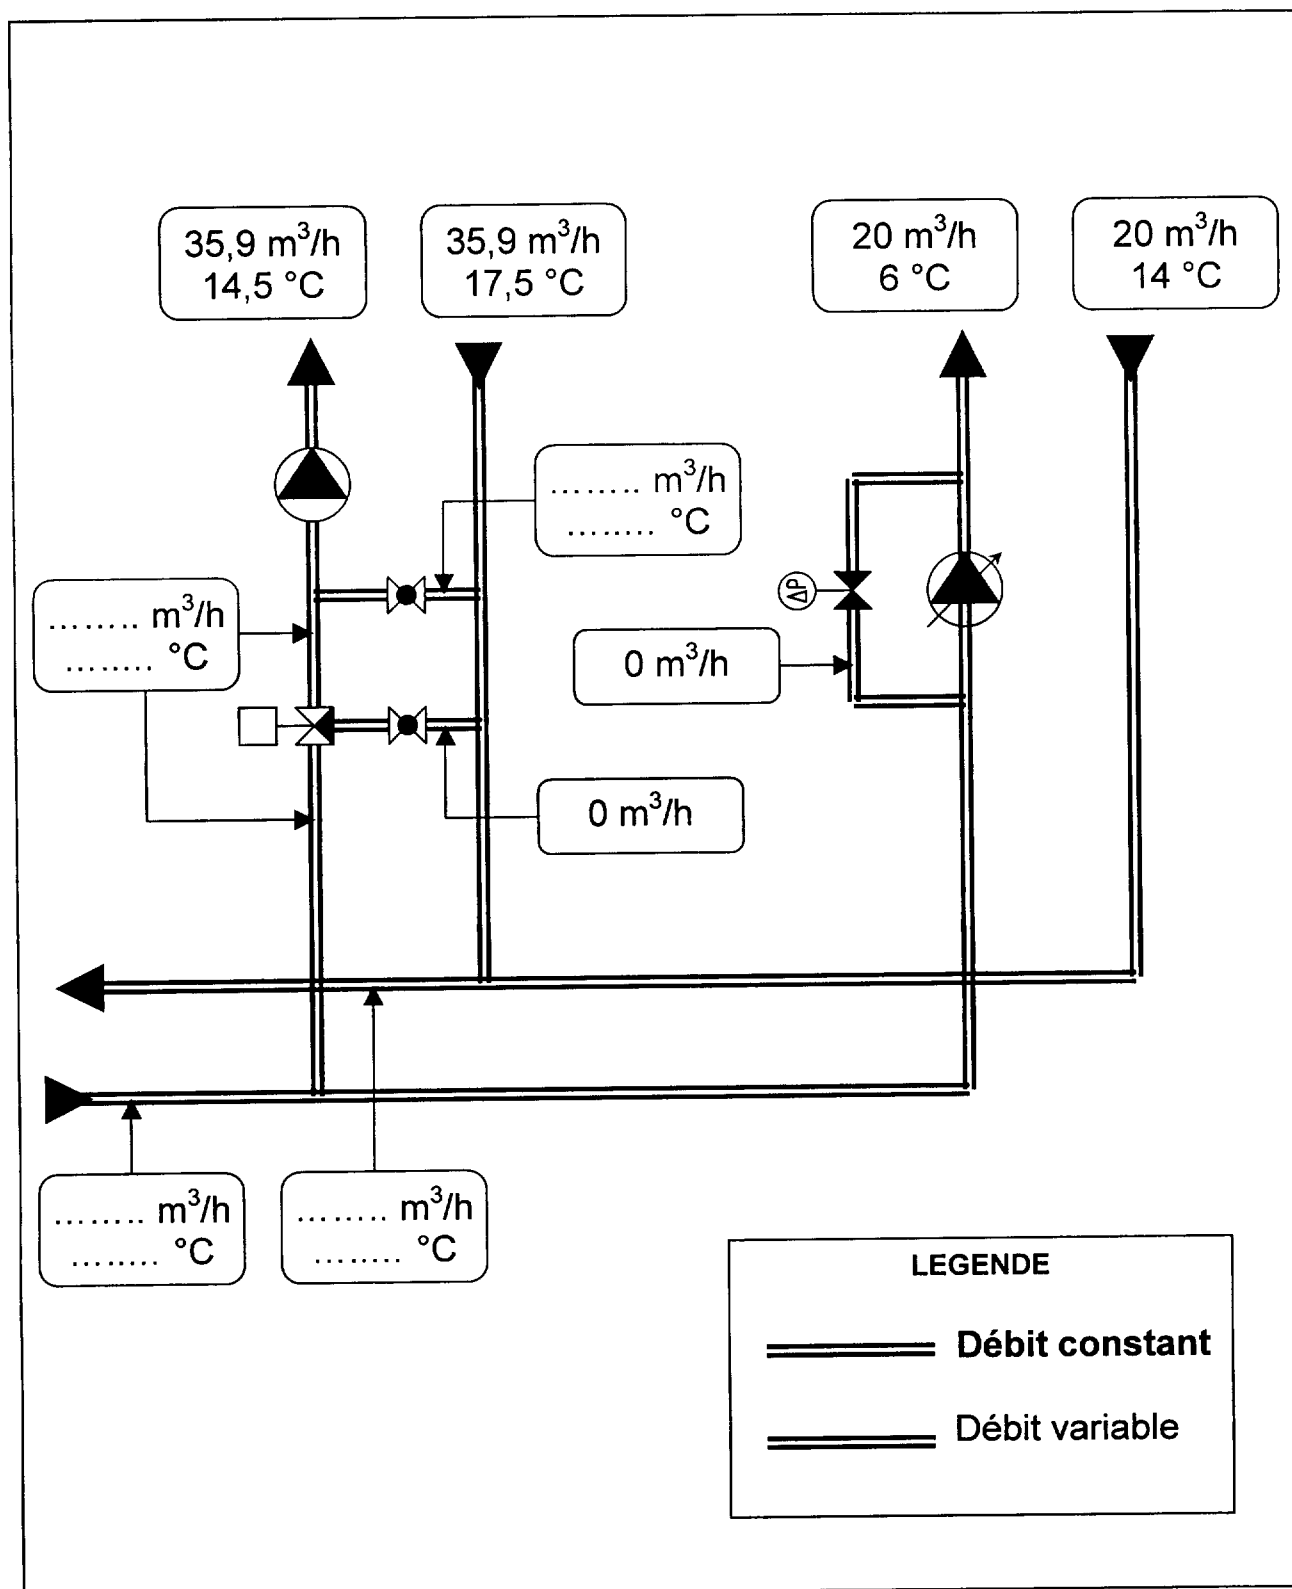 35,9 m³/h
14,5 °C
35,9 m³/h
17,5 °C
20 m³/h
6 °C
20 m³/h
14 °C
........ m³/h
........ °C
........ m³/h
........ °C
ΔP
0 m³/h
0 m³/h
........ m³/h
........ °C
........ m³/h
........ °C
LEGENDE
Débit constant
Débit variable